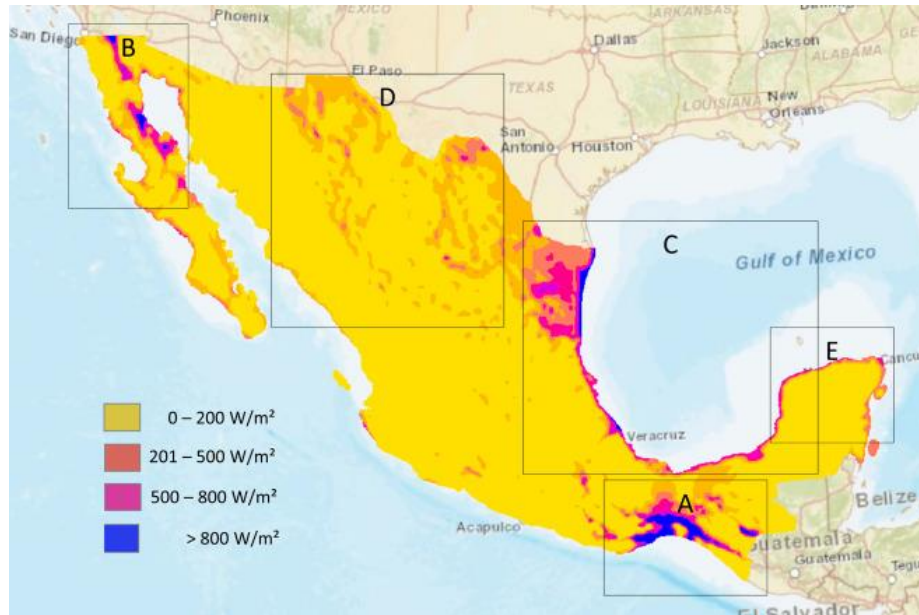 MEXICO
Phoenix
ARKANSAS
San Diego
B
Dallas
Jackson
ALABAMA
El Paso
D
TEXAS
LOUISIANA
New
Orleans
San
Antonio
Houston
C
Gulf of Mexico
E
Cancu
0 – 200 W/m²
201 – 500 W/m²
500 – 800 W/m²
> 800 W/m²
Veracruz
A
Acapulco
Belize
Guatemala
Guatemala
Tegu
El Salvador